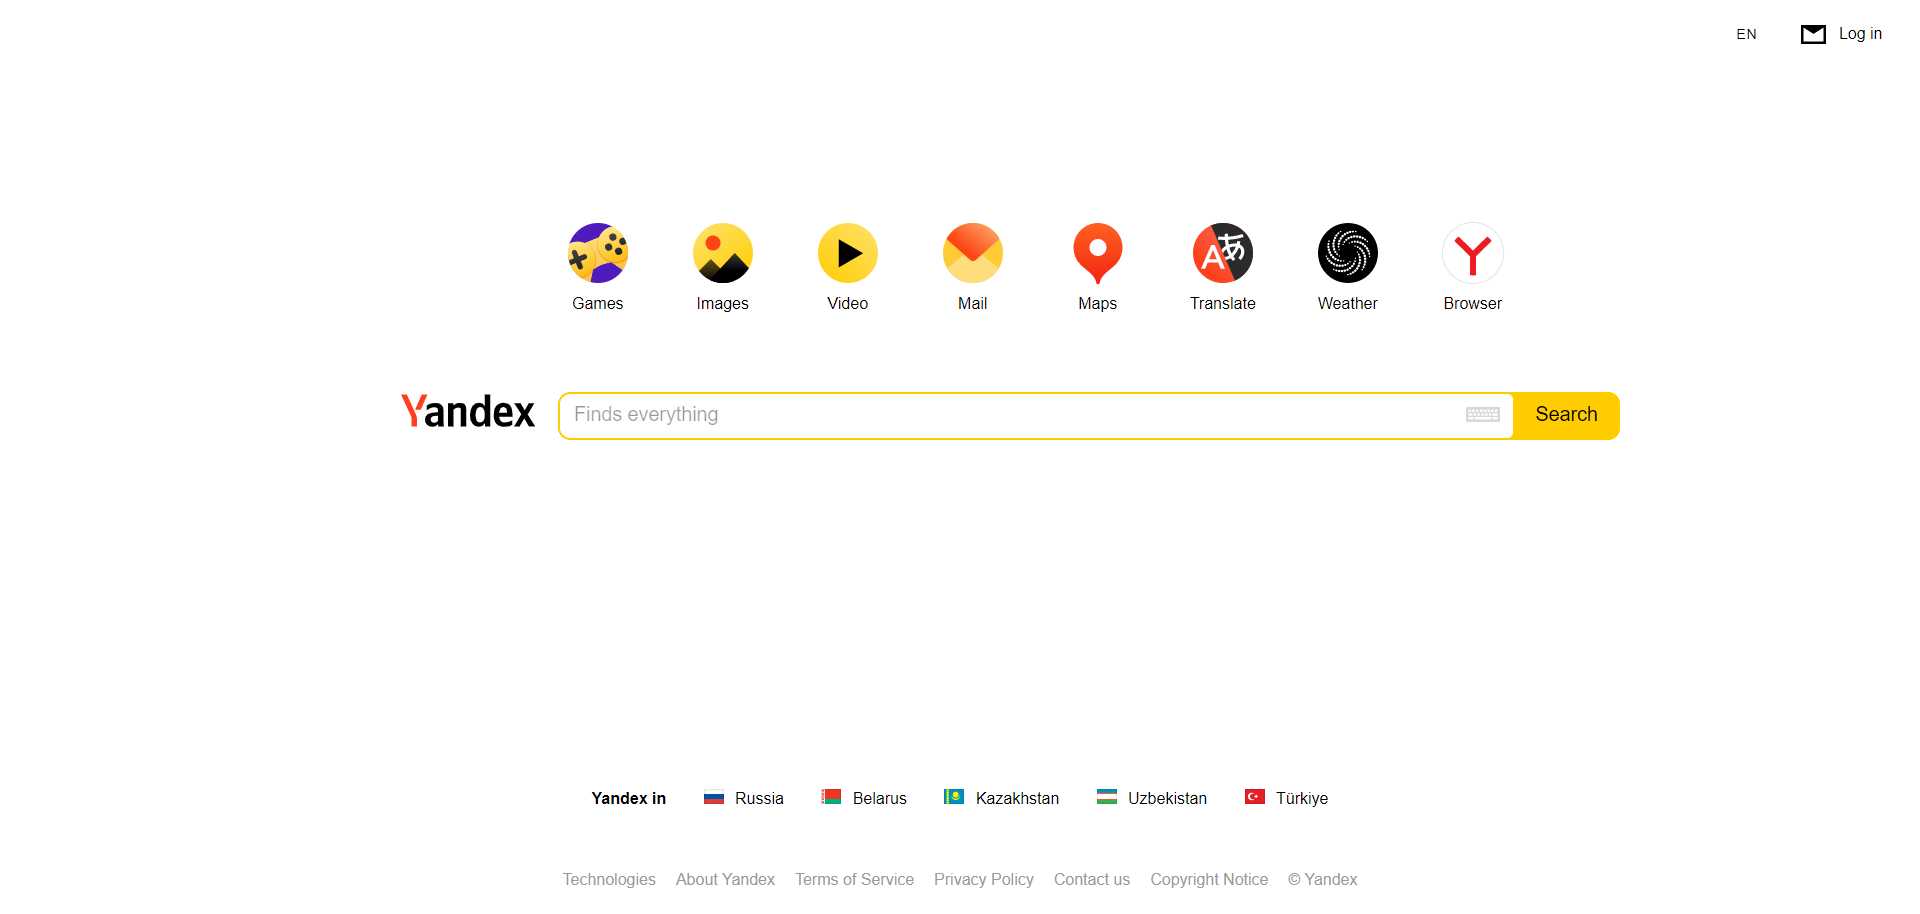 EN Log in
Games Images Video Mail Maps Translate Weather Browser
Yandex Finds everything Search
Yandex in Russia Belarus Kazakhstan Uzbekistan Türkiye
Technologies About Yandex Terms of Service Privacy Policy Contact us Copyright Notice © Yandex